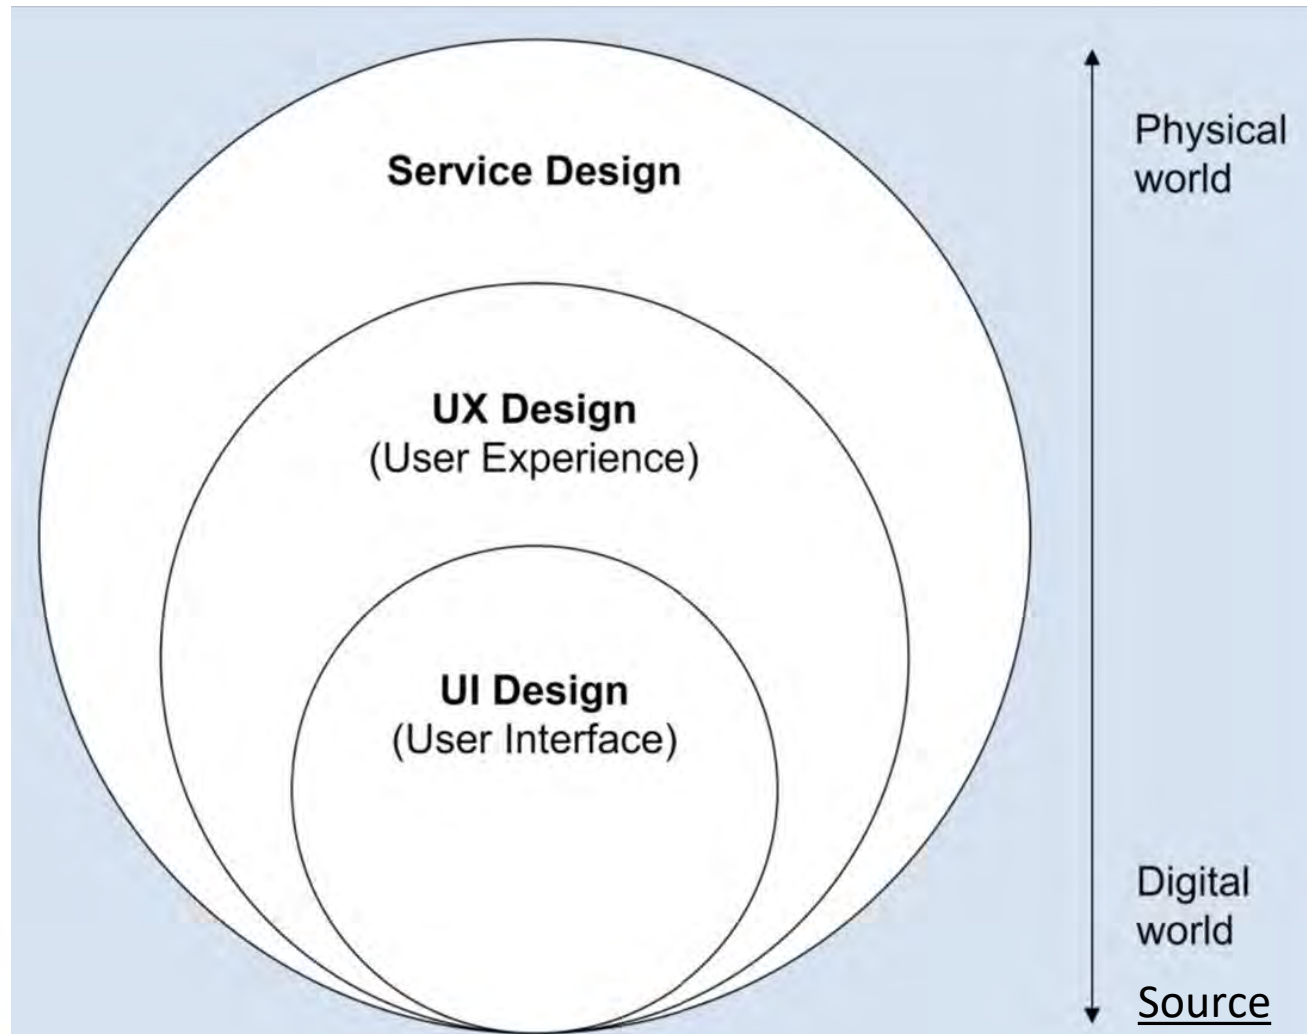 Service Design
UX Design
(User Experience)
UI Design
(User Interface)
Physical
world
Digital
world
Source